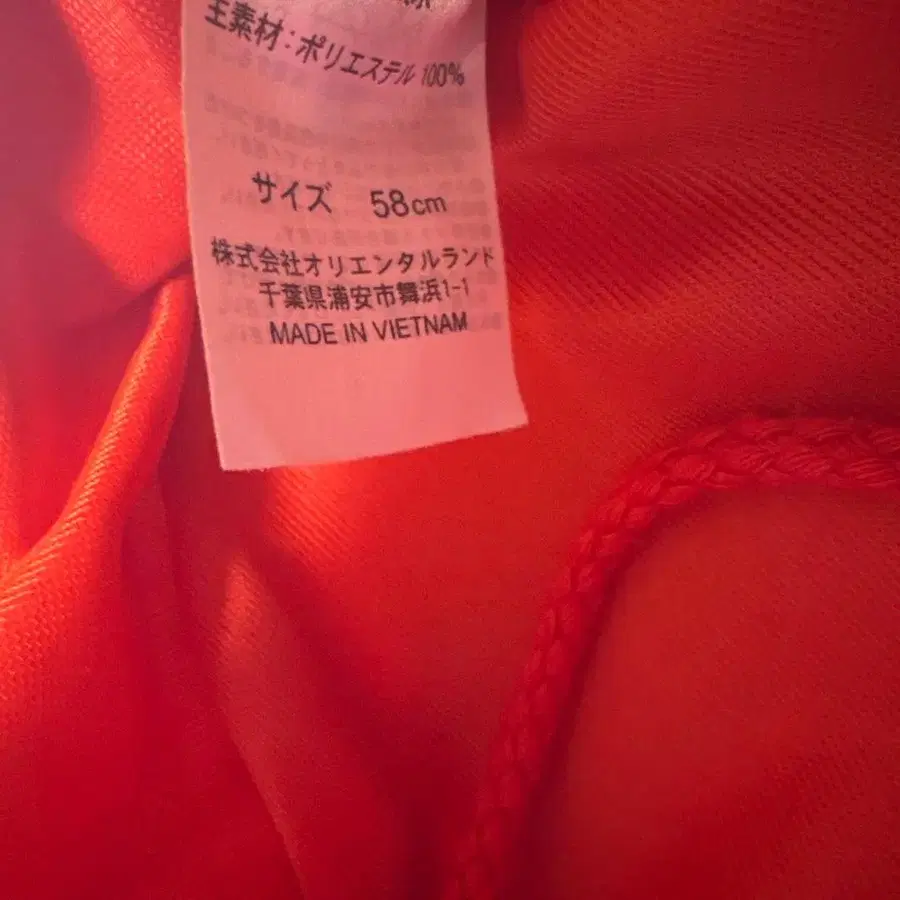 主素材:ポリエステル 100%
サイズ 58cm
株式会社オリエンタルランド
千葉県浦安市舞浜1-1
MADE IN VIETNAM